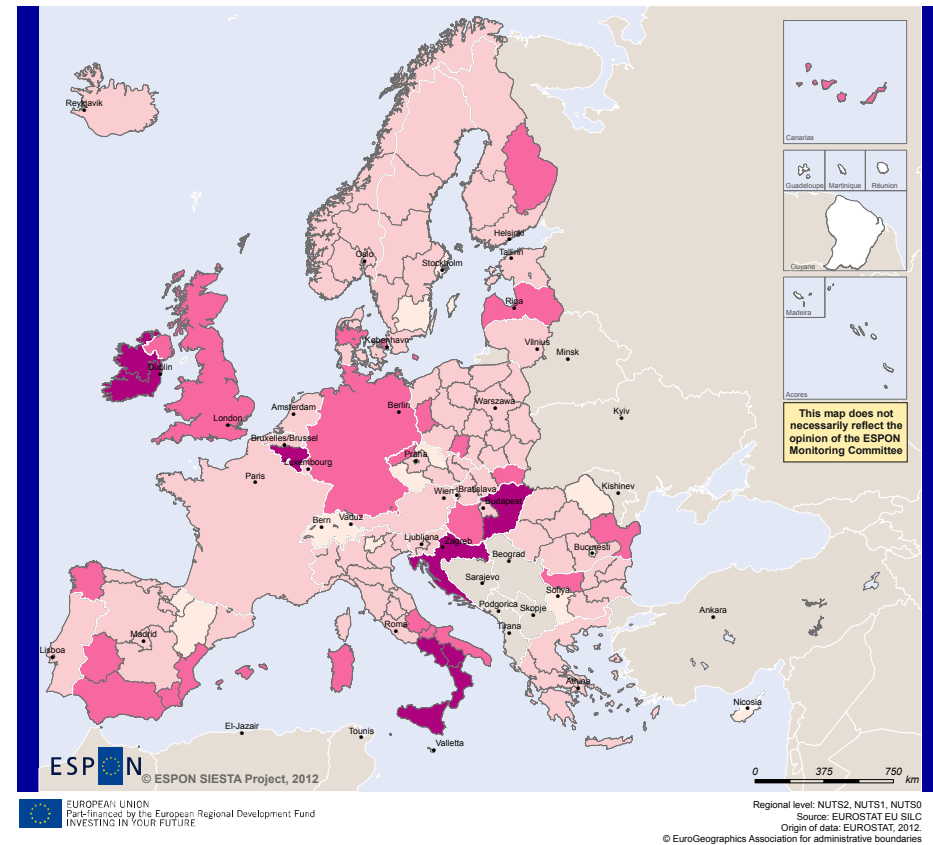 Reykjavik
Canarias
Guadeloupe
Martinique
Réunion
Guyane
Madeira
Acores
This map does not
necessarily reflect the
opinion of the ESPON
Monitoring Committee
Helsinki
Oslo
Tallinn
Stockholm
Riga
København
Vilnius
Minsk
Dublin
Amsterdam
Berlin
Warszawa
London
Kyiv
Bruxelles/Brussel
Praha
Luxembourg
Paris
Wien
Bratislava
Kishinev
Budapest
Bern
Vaduz
Ljubljana
Zagreb
Bucresti
Beograd
Sarajevo
Sofiya
Podgorica
Skopje
Ankara
Roma
Tirana
Madrid
Lisboa
Athina
Nicosia
El-Jazair
Tounis
Valletta
ESPON
© ESPON SIESTA Project, 2012
0 375 750
km
EUROPEAN UNION
Part-financed by the European Regional Development Fund
INVESTING IN YOUR FUTURE
Regional level: NUTS2, NUTS1, NUTS0
Source: EUROSTAT EU SILC
Origin of data: EUROSTAT, 2012.
© EuroGeographics Association for administrative boundaries